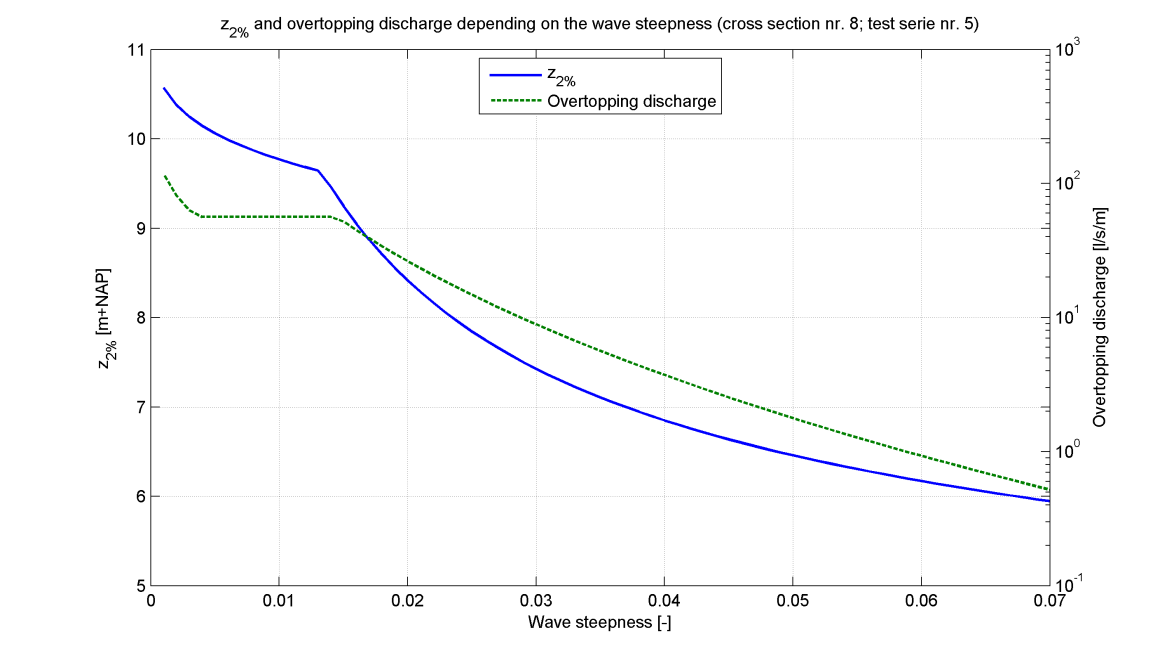 z2% and overtopping discharge depending on the wave steepness (cross section nr. 8; test serie nr. 5)
z2%
Overtopping discharge
11
10
9
8
7
6
5
z2% [m+NAP]
10^3
10^2
10^1
10^0
10^-1
Overtopping discharge [l/s/m]
0 0.01 0.02 0.03 0.04 0.05 0.06 0.07
Wave steepness [-]